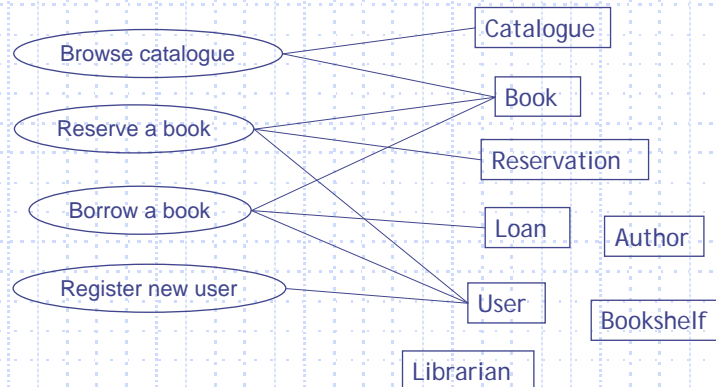 Catalogue
Browse catalogue
Book
Reserve a book
Reservation
Borrow a book
Loan
Author
Register new user
User
Bookshelf
Librarian